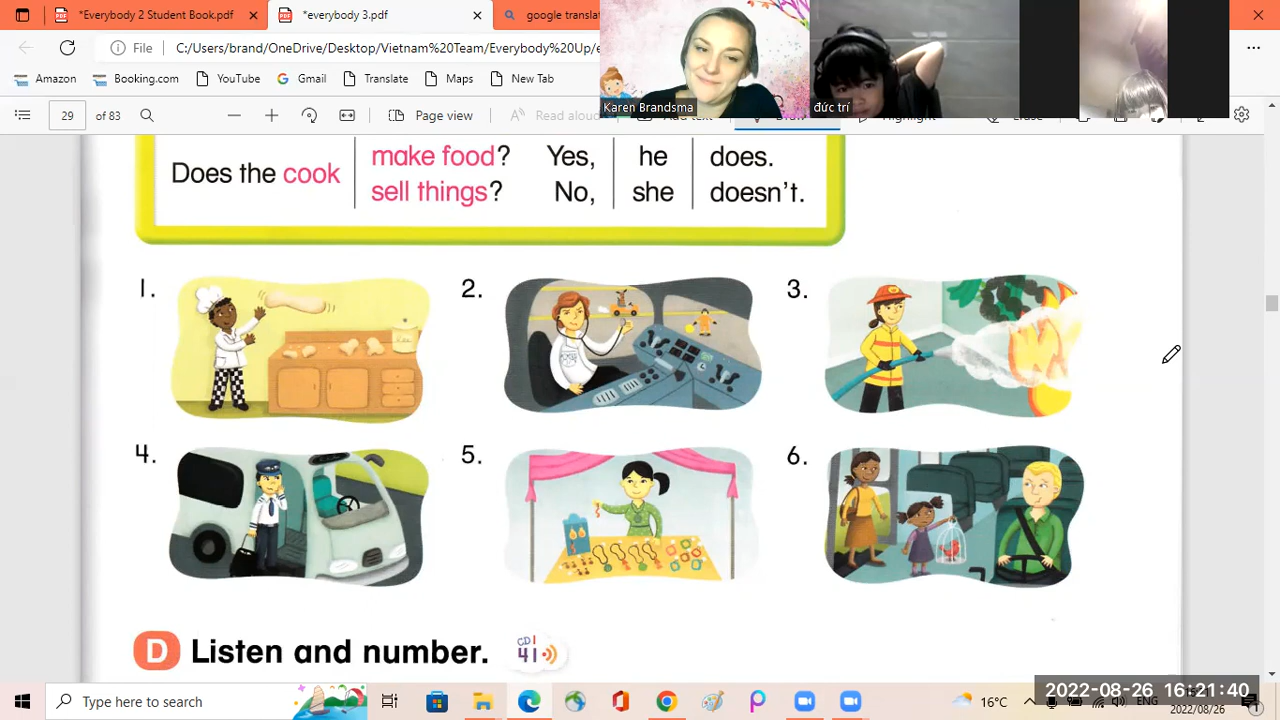 *Everybody 2 Student Book.pdf
*everybody 3.pdf
google translat
File
C:/Users/brand/OneDrive/Desktop/Vietnam%20Team/Everybody%20Up/e
Amazon
Booking.com
YouTube
Gmail
Translate
Maps
New Tab
Karen Brandsma
đức trí
29 of 83
Page view
Read aloud
Does the cook
make food? Yes, he does.
sell things? No, she doesn't.
1.
2.
3.
4.
5.
6.
D Listen and number.
CD1
41
Type here to search
16°C
ENG
2022-08-26 16:21:40
2022/08/26